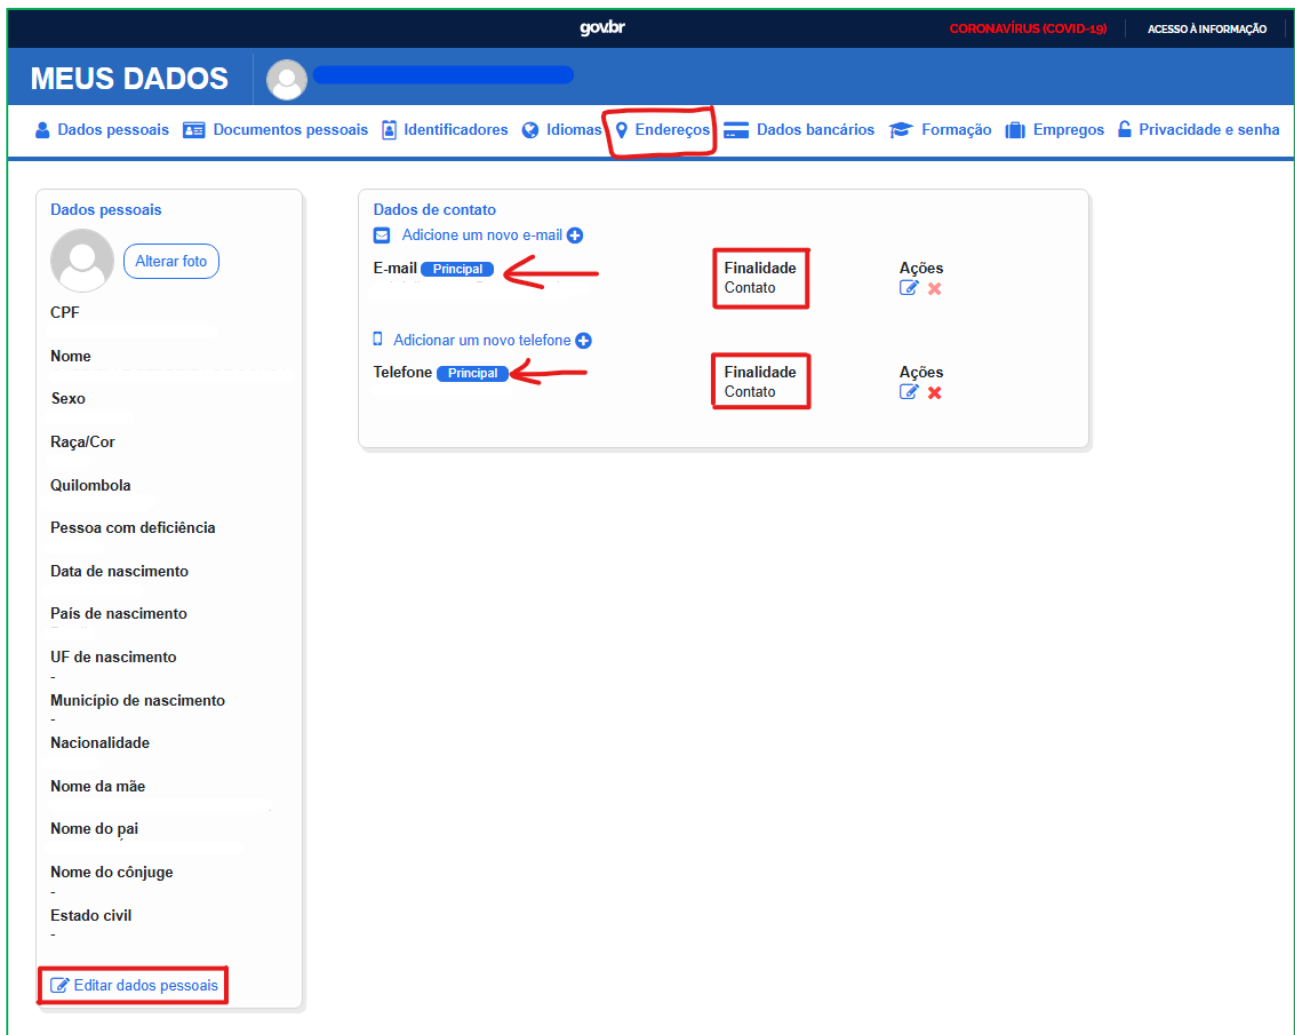 gov.br
CORONAVÍRUS (COVID-19)
ACESSO À INFORMAÇÃO
MEUS DADOS
Dados pessoais Documentos pessoais Identificadores Idiomas Endereços Dados bancários Formação Empregos Privacidade e senha
Dados pessoais
Alterar foto
CPF
Nome
Sexo
Raça/Cor
Quilombola
Pessoa com deficiência
Data de nascimento
País de nascimento
UF de nascimento
-
Município de nascimento
-
Nacionalidade
Nome da mãe
Nome do pai
Nome do cônjuge
-
Estado civil
-
Editar dados pessoais
Dados de contato
Adicione um novo e-mail
E-mail Principal
Finalidade
Contato
Ações
Adicionar um novo telefone
Telefone Principal
Finalidade
Contato
Ações